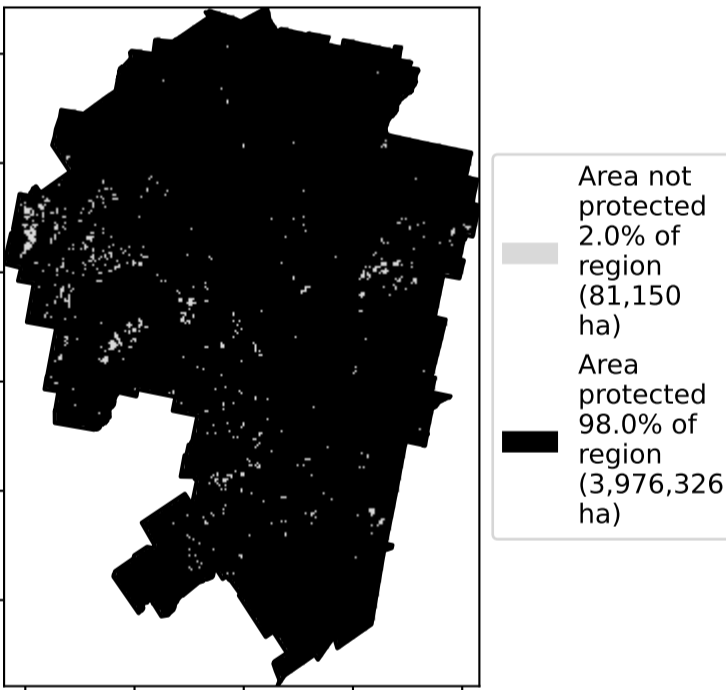 Area not
protected
2.0% of
region
(81,150
ha)
Area
protected
98.0% of
region
(3,976,326
ha)